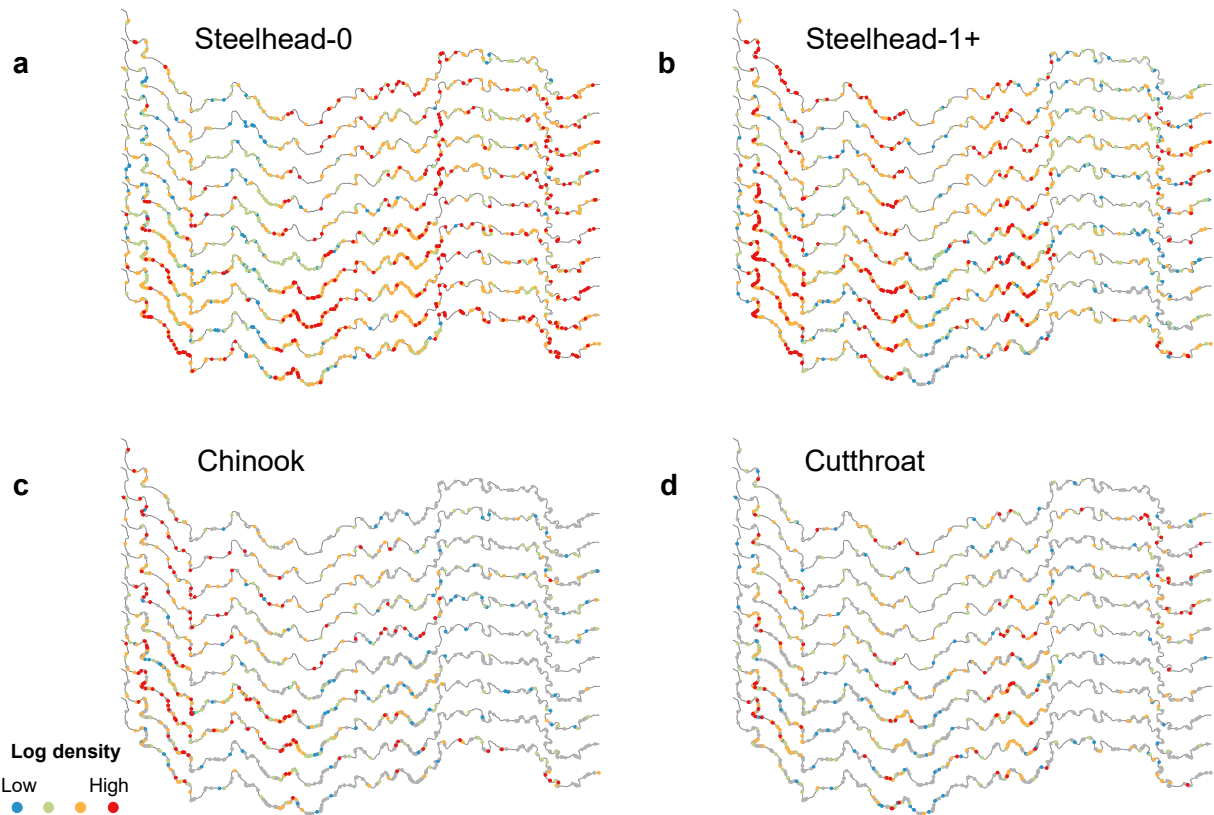 a
Steelhead-0
b
Steelhead-1+
c
Chinook
d
Cutthroat
Log density
Low
High